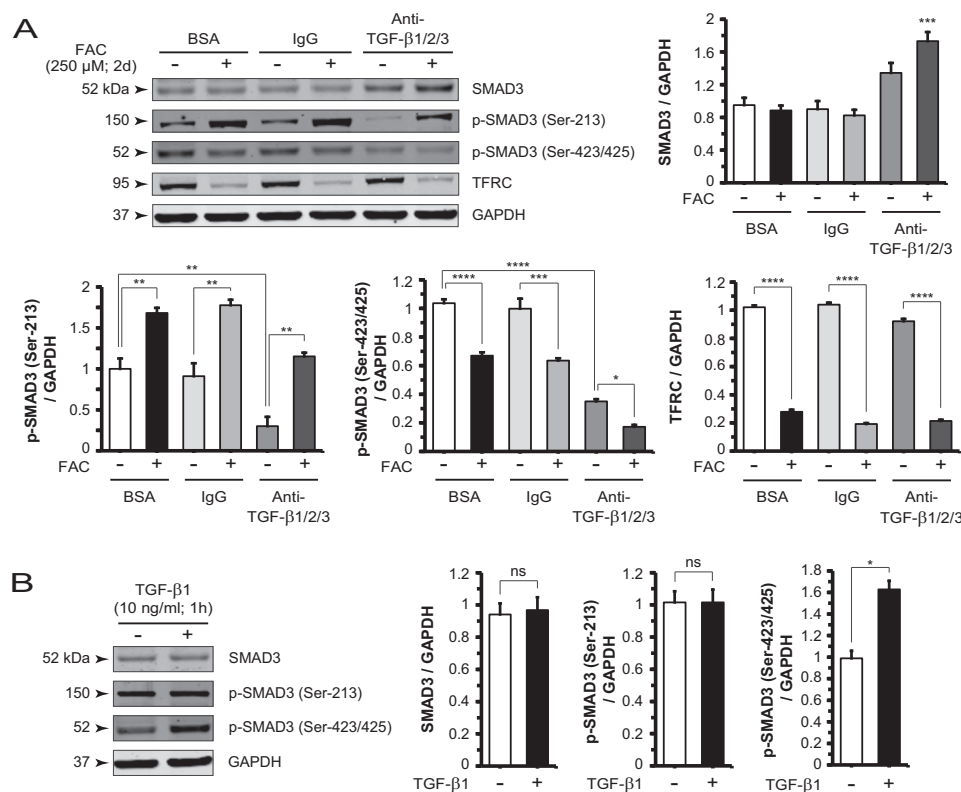 A
FAC
(250 μM; 2d)
BSA
IgG
Anti-
TGF-β1/2/3
- + - + - +
52 kDa SMAD3
150 p-SMAD3 (Ser-213)
52 p-SMAD3 (Ser-423/425)
95 TFRC
37 GAPDH
SMAD3 / GAPDH
2
1.6
1.2
0.8
0.4
0
***
- + - + - +
FAC
BSA IgG Anti-
TGF-β1/2/3
p-SMAD3 (Ser-213)
/ GAPDH
2
1.5
1
0.5
0
**
** ** **
FAC - + - + - +
BSA IgG Anti-
TGF-β1/2/3
p-SMAD3 (Ser-423/425)
/ GAPDH
1.2
1
0.8
0.6
0.4
0.2
0
****
**** *** *
FAC - + - + - +
BSA IgG Anti-
TGF-β1/2/3
TFRC / GAPDH
1.2
1
0.8
0.6
0.4
0.2
0
**** **** ****
FAC - + - + - +
BSA IgG Anti-
TGF-β1/2/3
B
TGF-β1
(10 ng/ml; 1h)
- +
52 kDa SMAD3
150 p-SMAD3 (Ser-213)
52 p-SMAD3 (Ser-423/425)
37 GAPDH
SMAD3 / GAPDH
1.2
1
0.8
0.6
0.4
0.2
0
ns
TGF-β1 - +
p-SMAD3 (Ser-213)
/ GAPDH
1.2
1
0.8
0.6
0.4
0.2
0
ns
TGF-β1 - +
p-SMAD3 (Ser-423/425)
/ GAPDH
1.8
1.6
1.4
1.2
1
0.8
0.6
0.4
0.2
0
*
TGF-β1 - +